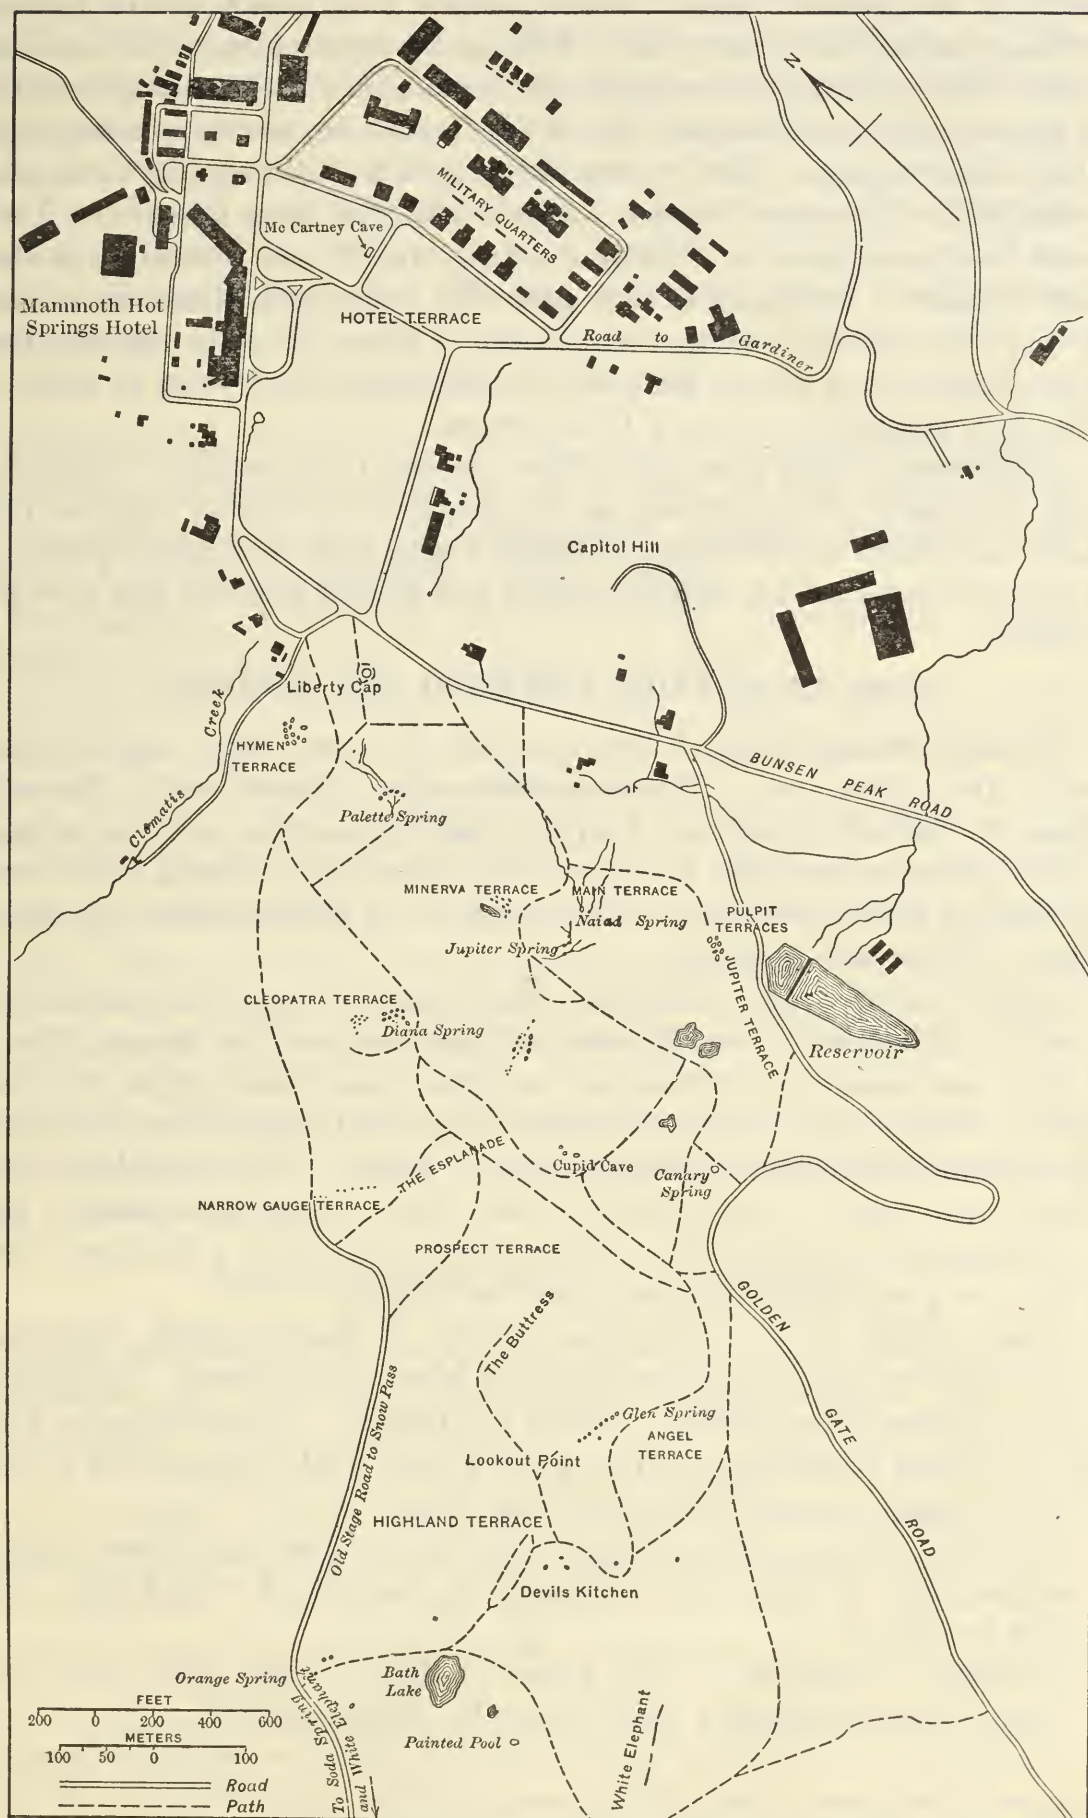 N
MILITARY QUARTERS
Mc Cartney Cave
Mammoth Hot
Springs Hotel
HOTEL TERRACE
Road to Gardiner
Capitol Hill
Liberty Cap
Clematis Creek
HYMEN
TERRACE
BUNSEN PEAK ROAD
Palette Spring
MINERVA TERRACE
MAIN TERRACE
Naiad Spring
PULPIT
TERRACES
Jupiter Spring
JUPITER TERRACE
CLEOPATRA TERRACE
Diana Spring
Reservoir
THE ESPLANADE
Cupid Cave
Canary
Spring
NARROW GAUGE TERRACE
PROSPECT TERRACE
GOLDEN GATE ROAD
The Buttress
Old Stage Road to Snow Pass
Glen Spring
ANGEL
TERRACE
Lookout Point
HIGHLAND TERRACE
Devils Kitchen
Orange Spring
Bath
Lake
To Soda Spring
and White Elephant
Painted Pool
White Elephant
FEET
200 0 200 400 600
METERS
100 50 0 100
Road
Path